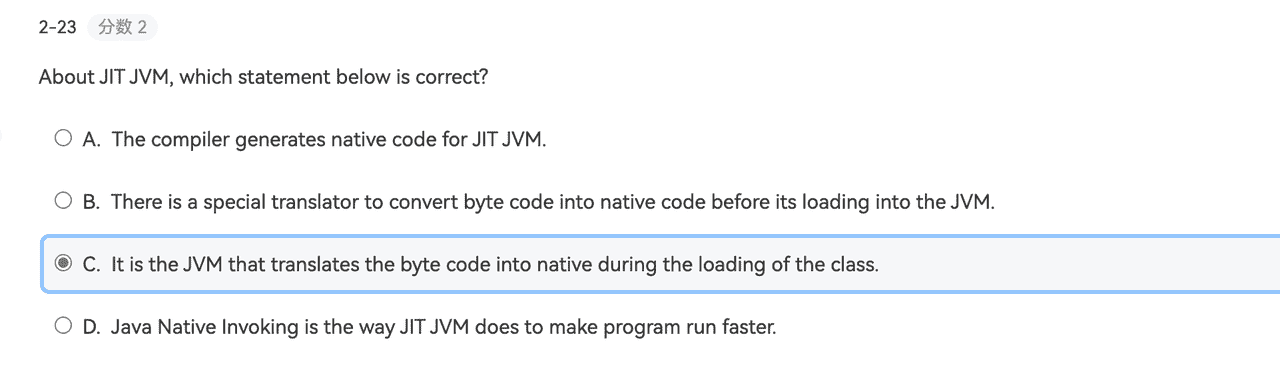 2-23 分数 2
About JIT JVM, which statement below is correct?
A. The compiler generates native code for JIT JVM.
B. There is a special translator to convert byte code into native code before its loading into the JVM.
C. It is the JVM that translates the byte code into native during the loading of the class.
D. Java Native Invoking is the way JIT JVM does to make program run faster.